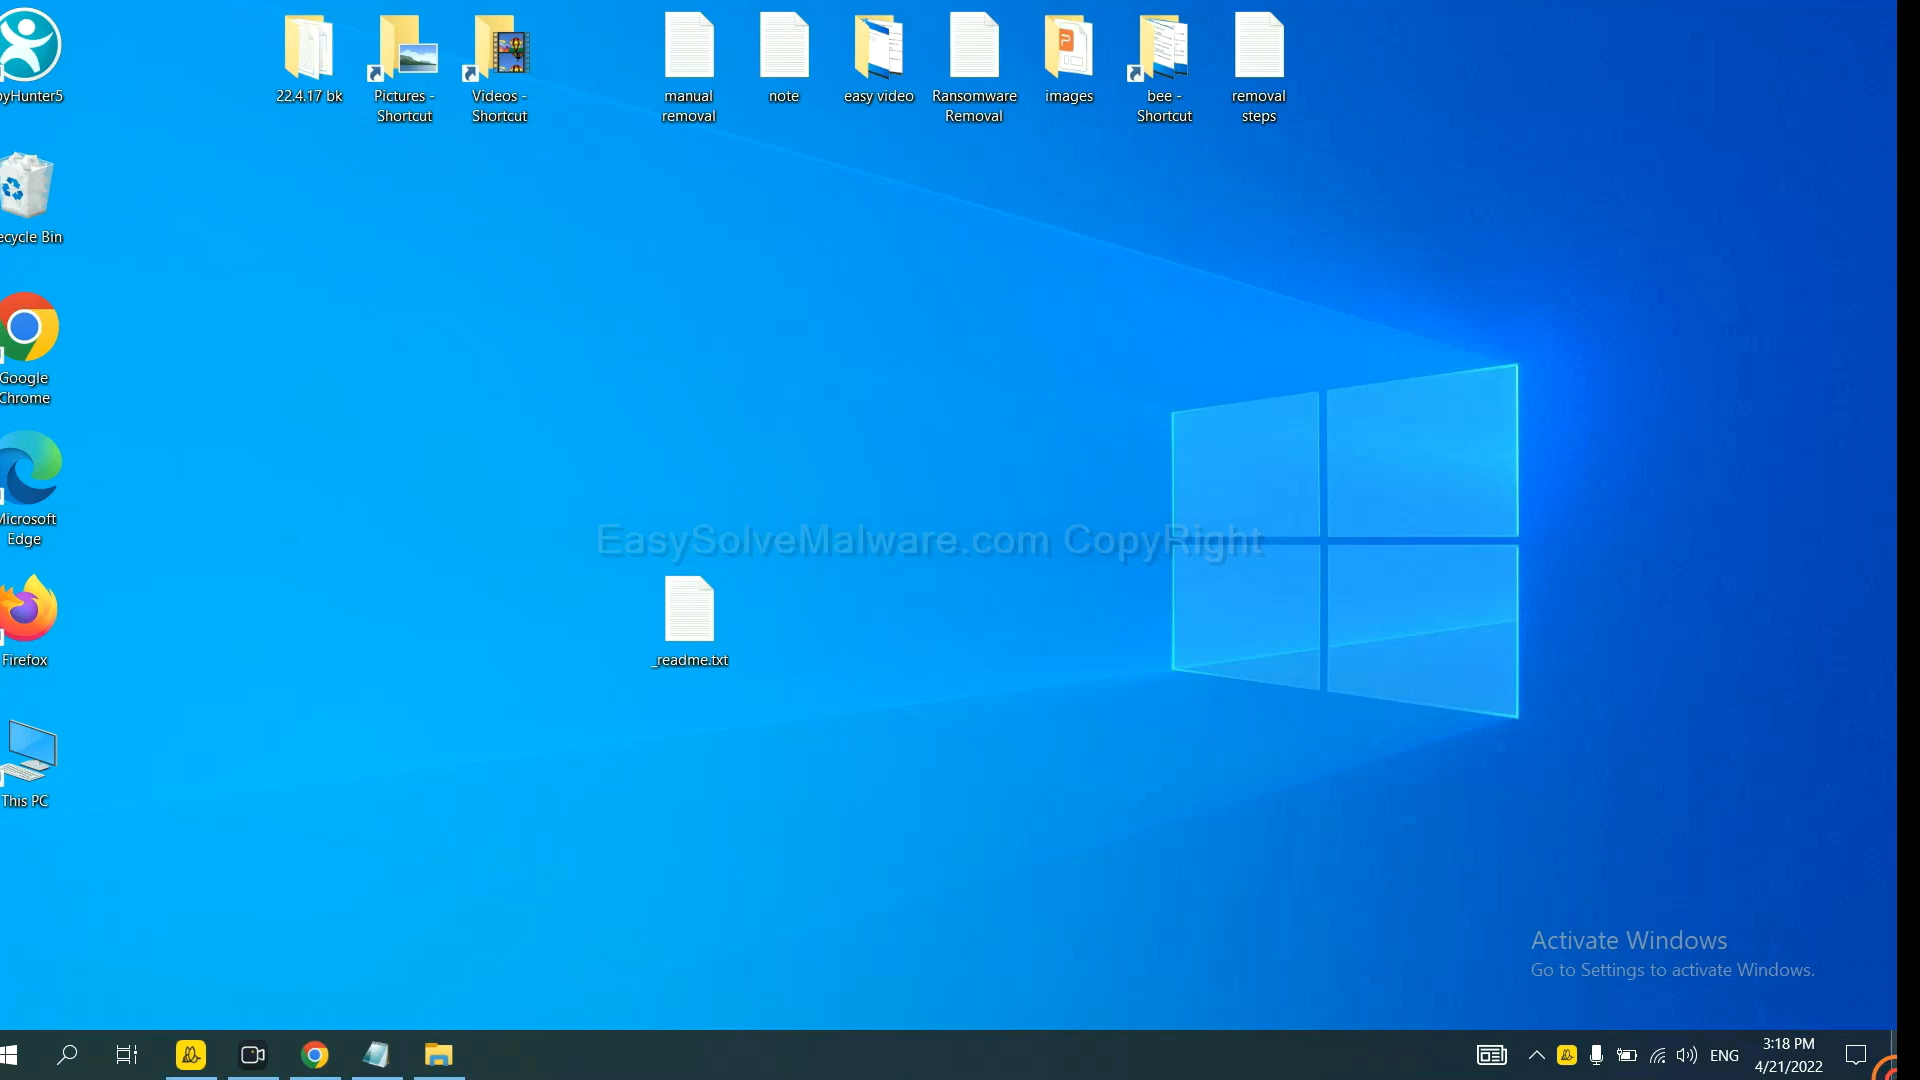 22.4.17 bk
Pictures -
Shortcut
Videos -
Shortcut
manual
removal
note
easy video
Ransomware
Removal
images
bee -
Shortcut
removal
steps
yHunter5
ecycle Bin
Google
Chrome
Microsoft
Edge
Firefox
This PC
EasySolveMalware.com CopyRight
_readme.txt
Activate Windows
Go to Settings to activate Windows.
ENG
3:18 PM
4/21/2022